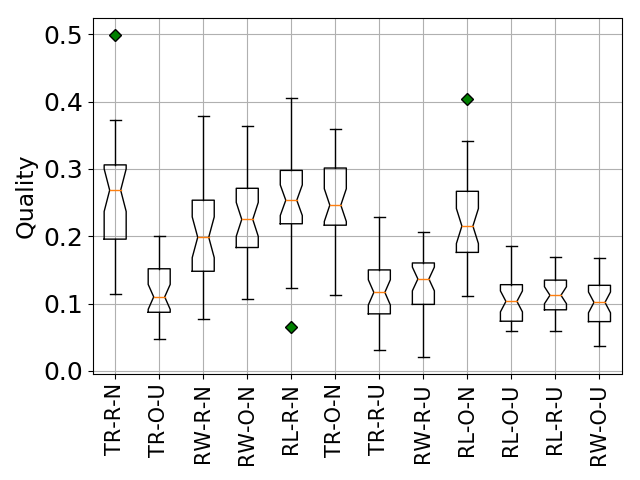 0.5
0.4
0.3
0.2
0.1
0.0
Quality
TR-R-N
TR-O-U
RW-R-N
RW-O-N
RL-R-N
TR-O-N
TR-R-U
RW-R-U
RL-O-N
RL-O-U
RL-R-U
RW-O-U